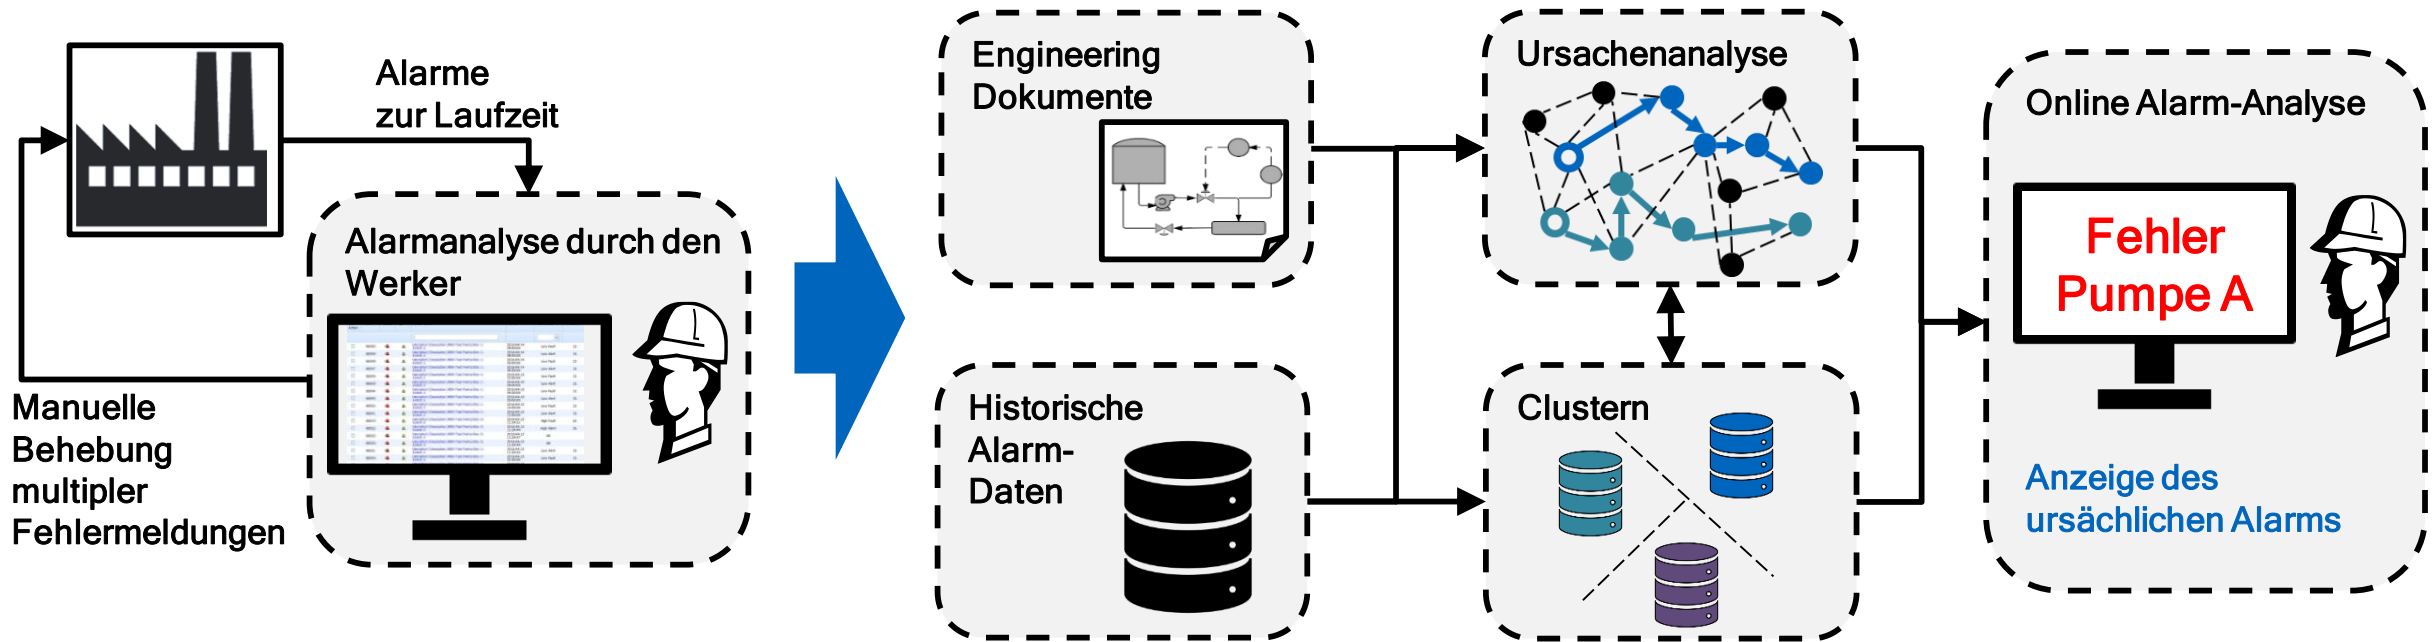 Alarme
zur Laufzeit
Alarmanalyse durch den
Werker
Manuelle
Behebung
multipler
Fehlermeldungen
Engineering
Dokumente
Historische
Alarm-
Daten
Ursachenanalyse
Clustern
Online Alarm-Analyse
Fehler
Pumpe A
Anzeige des
ursächlichen Alarms